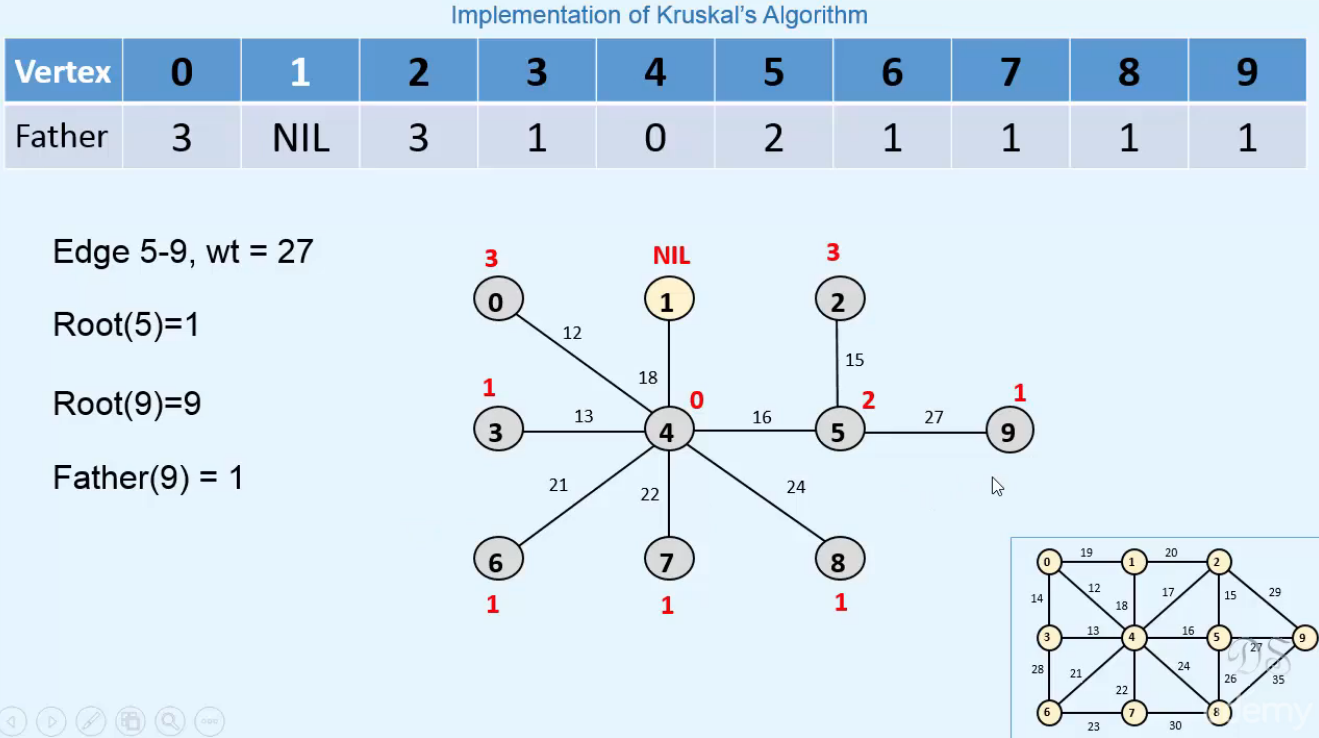 Implementation of Kruskal's Algorithm
Vertex 0 1 2 3 4 5 6 7 8 9
Father 3 NIL 3 1 0 2 1 1 1 1
Edge 5-9, wt = 27
Root(5)=1
Root(9)=9
Father(9) = 1
3 NIL 3
0 1 2
12 18 15
1 0 2 1
3 13 4 16 5 27 9
21 22 24
6 7 8
1 1 1
0 19 1 20 2
14 12 18 17 15 29
3 13 4 16 5 27 9
28 21 22 24 26 35
6 23 7 30 8